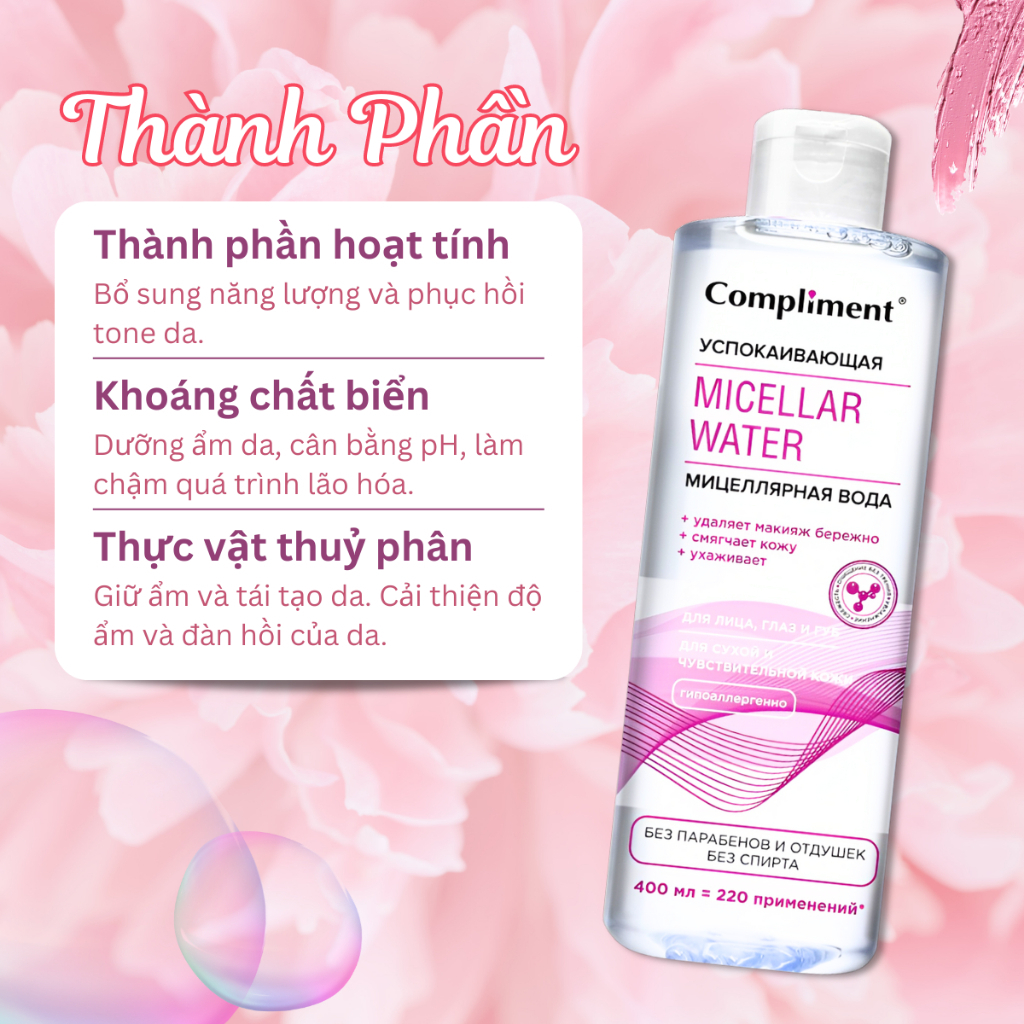 Thành Phần
Thành phần hoạt tính
Bổ sung năng lượng và phục hồi
tone da.
Khoáng chất biển
Dưỡng ẩm da, cân bằng pH, làm
chậm quá trình lão hóa.
Thực vật thuỷ phân
Giữ ẩm và tái tạo da. Cải thiện độ
ẩm và đàn hồi của da.
Compliment®
УСПОКАИВАЮЩАЯ
MICELLAR
WATER
МИЦЕЛЛЯРНАЯ ВОДА
+ удаляет макияж бережно
+ смягчает кожу
+ ухаживает
ДЛЯ ЛИЦА, ГЛАЗ И ГУБ
ДЛЯ СУХОЙ И
ЧУВСТВИТЕЛЬНОЙ КОЖИ
гипоаллергенно
БЕЗ ПАРАБЕНОВ И ОТДУШЕК
БЕЗ СПИРТА
400 мл = 220 применений*